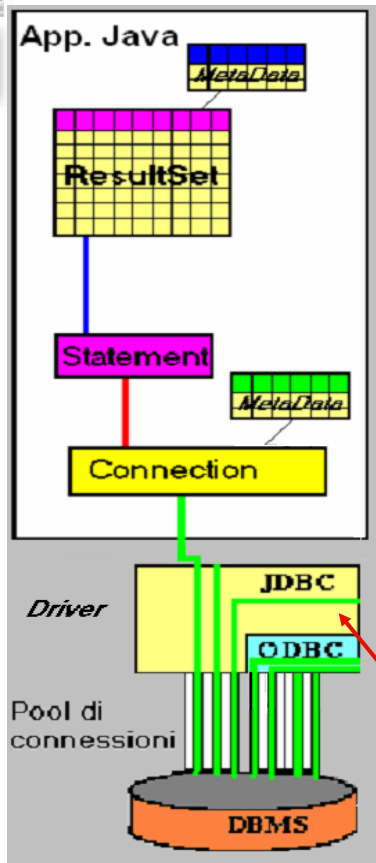 App. Java
MetaData
ResultSet
Statement
MetaData
Connection
JDBC
Driver
ODBC
Pool di
connessioni
DBMS